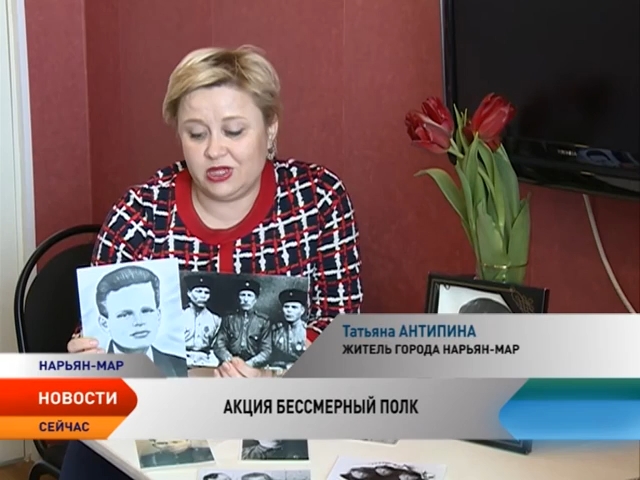 Татьяна АНТИПИНА
ЖИТЕЛЬ ГОРОДА НАРЬЯН-МАР
НАРЬЯН-МАР
НОВОСТИ
АКЦИЯ БЕССМЕРНЫЙ ПОЛК
СЕЙЧАС